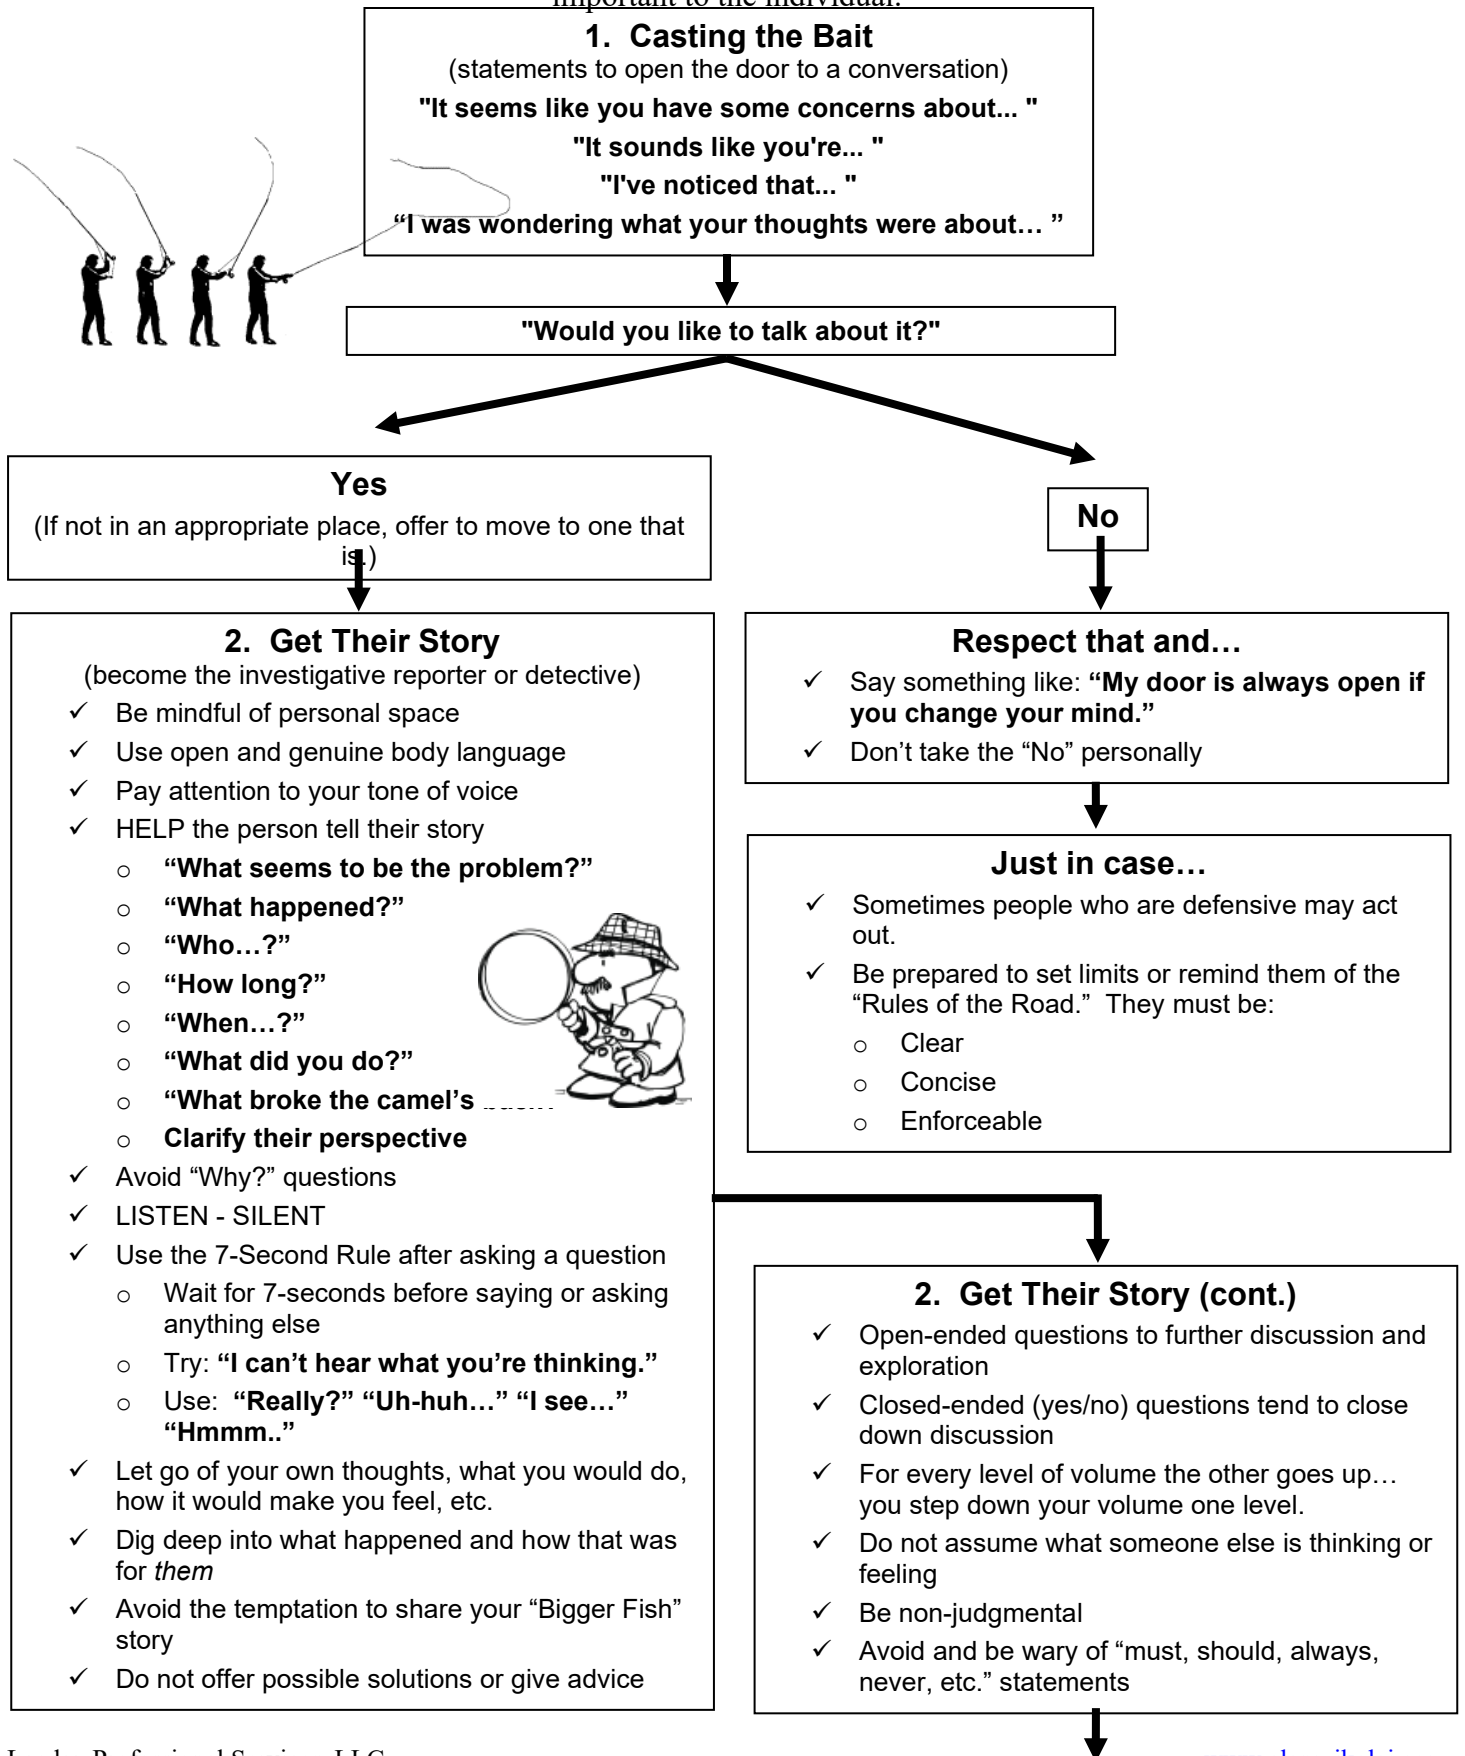 important to the individual.
1. Casting the Bait
(statements to open the door to a conversation)
"It seems like you have some concerns about... "
"It sounds like you're... "
"I've noticed that... "
“I was wondering what your thoughts were about… ”
"Would you like to talk about it?"
Yes
(If not in an appropriate place, offer to move to one that
is.)
No
2. Get Their Story
(become the investigative reporter or detective)
✓ Be mindful of personal space
✓ Use open and genuine body language
✓ Pay attention to your tone of voice
✓ HELP the person tell their story
o “What seems to be the problem?”
o “What happened?”
o “Who…?”
o “How long?”
o “When…?”
o “What did you do?”
o “What broke the camel’s
o Clarify their perspective
✓ Avoid “Why?” questions
✓ LISTEN - SILENT
✓ Use the 7-Second Rule after asking a question
o Wait for 7-seconds before saying or asking
anything else
o Try: “I can’t hear what you’re thinking.”
o Use: “Really?” “Uh-huh…” “I see…”
“Hmmm..”
✓ Let go of your own thoughts, what you would do,
how it would make you feel, etc.
✓ Dig deep into what happened and how that was
for them
✓ Avoid the temptation to share your “Bigger Fish”
story
✓ Do not offer possible solutions or give advice
Respect that and…
✓ Say something like: “My door is always open if
you change your mind.”
✓ Don’t take the “No” personally
Just in case…
✓ Sometimes people who are defensive may act
out.
✓ Be prepared to set limits or remind them of the
“Rules of the Road.” They must be:
o Clear
o Concise
o Enforceable
2. Get Their Story (cont.)
✓ Open-ended questions to further discussion and
exploration
✓ Closed-ended (yes/no) questions tend to close
down discussion
✓ For every level of volume the other goes up…
you step down your volume one level.
✓ Do not assume what someone else is thinking or
feeling
✓ Be non-judgmental
✓ Avoid and be wary of “must, should, always,
never, etc.” statements
Professional Services LLC